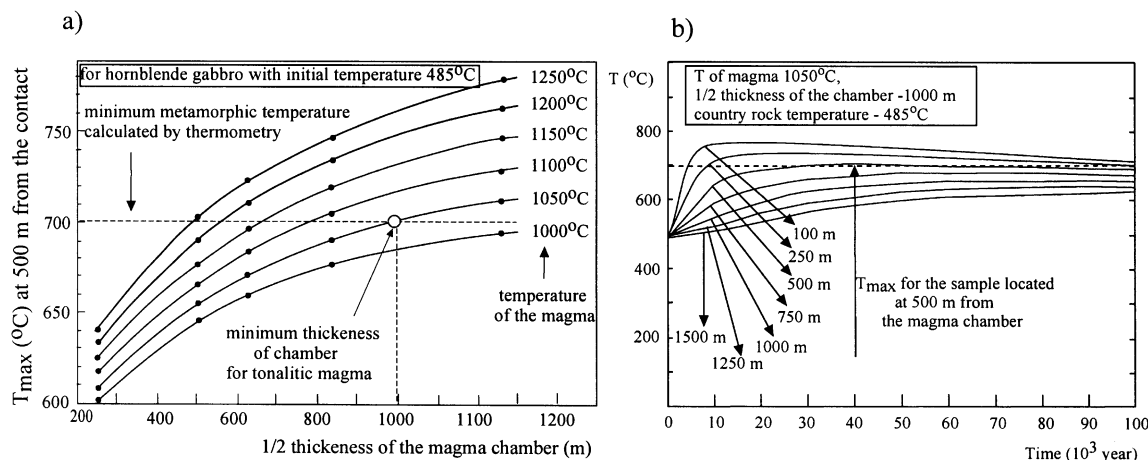 a)
for hornblende gabbro with initial temperature 485°C
minimum metamorphic temperature
calculated by thermometry
1250°C
1200°C
1150°C
1100°C
1050°C
1000°C
temperature
of the magma
minimum thickeness
of chamber
for tonalitic magma
Tmax (°C) at 500 m from the contact
750
700
650
600
200 400 600 800 1000 1200
1/2 thickeness of the magma chamber (m)
b)
T (°C)
T of magma 1050°C,
1/2 thickness of the chamber -1000 m
country rock temperature - 485°C
800
600
400
200
100 m
250 m
500 m
750 m
1000 m
1250 m
1500 m
Tmax for the sample located
at 500 m from
the magma chamber
0 10 20 30 40 50 60 70 80 90 100
Time (10³ year)